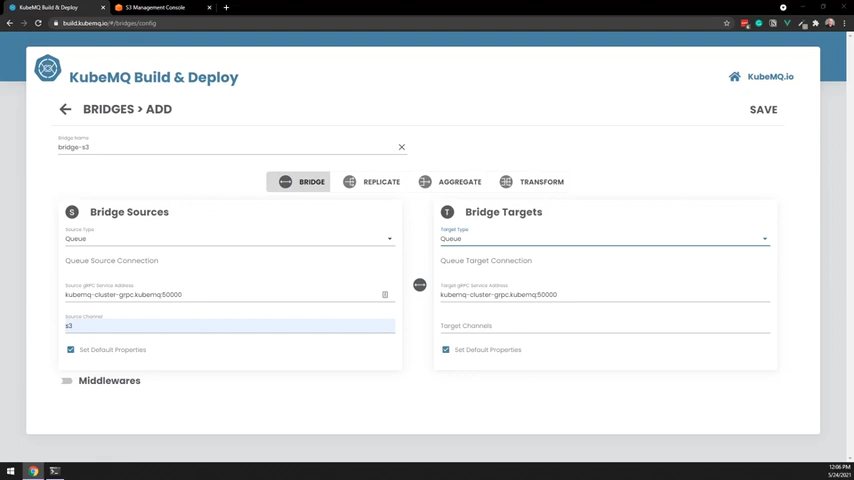 KubeMQ Build & Deploy
S3 Management Console
build.kubemq.io/#/bridges/config
KubeMQ Build & Deploy
KubeMQ.io
BRIDGES > ADD
SAVE
Bridge Name
bridge-s3
BRIDGE
REPLICATE
AGGREGATE
TRANSFORM
S
Bridge Sources
Source Type
Queue
Queue Source Connection
Source gRPC Service Address
kubemq-cluster-grpc.kubemq:50000
Source Channel
s3
Set Default Properties
T
Bridge Targets
Target Type
Queue
Queue Target Connection
Target gRPC Service Address
kubemq-cluster-grpc.kubemq:50000
Target Channels
Set Default Properties
Middlewares
12:06 PM
5/24/2021